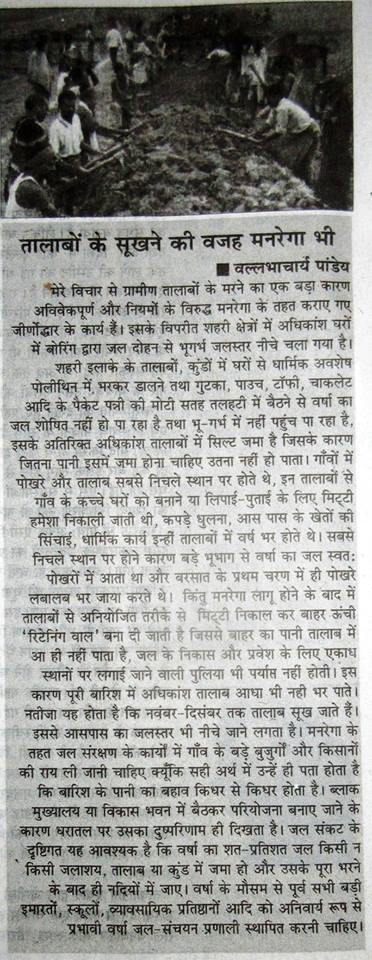 तालाबों के सूखने की वजह मनरेगा भी
■ वल्लभाचार्य पांडेय
मेरे विचार से ग्रामीण तालाबों के मरने का एक बड़ा कारण
अविवेकपूर्ण और नियमों के विरुद्ध मनरेगा के तहत कराए गए
जीर्णोद्धार के कार्य हैं। इसके विपरीत शहरी क्षेत्रों में अधिकांश घरों
में बोरिंग द्वारा जल दोहन से भूगर्भ जलस्तर नीचे चला गया है।
शहरी इलाके के तालाबों, कुंडों में घरों से धार्मिक अवशेष
पोलीथिन में, भरकर डालने तथा गुटका, पाउच, टॉफी, चाकलेट
आदि के पैकेट पन्नी की मोटी सतह तलहटी में बैठने से वर्षा का
जल शोषित नहीं हो पा रहा है तथा भू-गर्भ में नहीं पहुंच पा रहा है,
इसके अतिरिक्त अधिकांश तालाबों में सिल्ट जमा है जिसके कारण
जितना पानी इसमें जमा होना चाहिए उतना नहीं हो पाता। गाँवों में
पोखरे और तालाब सबसे निचले स्थान पर होते थे, इन तालाबों से
गाँव के कच्चे घरों को बनाने या लिपाई-पुताई के लिए मिट्टी
हमेशा निकाली जाती थी, कपड़े धुलना, आस पास के खेतों की
सिंचाई, धार्मिक कार्य इन्हीं तालाबों में वर्ष भर होते थे। सबसे
निचले स्थान पर होने कारण बड़े भूभाग से वर्षा का जल स्वत:
पोखरों में आता था और बरसात के प्रथम चरण में ही पोखरे
लबालब भर जाया करते थे। किंतु मनरेगा लागू होने के बाद में
तालाबों से अनियोजित तरीके से मिट्टी निकाल कर बाहर ऊंची
'रिटेनिंग वाल' बना दी जाती है जिससे बाहर का पानी तालाब में
आ ही नहीं पाता है, जल के निकास और प्रवेश के लिए एकाध
स्थानों पर लगाई जाने वाली पुलिया भी पर्याप्त नहीं होती। इस
कारण पूरी बारिश में अधिकांश तालाब आधा भी नही भर पाते।
नतीजा यह होता है कि नवंबर-दिसंबर तक तालाब सूख जाते हैं।
इससे आसपास का जलस्तर भी नीचे जाने लगता है। मनरेगा के
तहत जल संरक्षण के कार्यों में गाँव के बड़े बुजुर्गों और किसानों
की राय ली जानी चाहिए क्यूँकि सही अर्थ में उन्हें ही पता होता है
कि बारिश के पानी का बहाव किधर से किधर होता है। ब्लाक
मुख्यालय या विकास भवन में बैठकर परियोजना बनाए जाने के
कारण धरातल पर उसका दुष्परिणाम ही दिखता है। जल संकट के
दृष्टिगत यह आवश्यक है कि वर्षा का शत-प्रतिशत जल किसी न
किसी जलाशय, तालाब या कुंड में जमा हो और उसके पूरा भरने
के बाद ही नदियों में जाए। वर्षा के मौसम से पूर्व सभी बड़ी
इमारतों, स्कूलों, व्यावसायिक प्रतिष्ठानों आदि को अनिवार्य रूप से
प्रभावी वर्षा जल-संचयन प्रणाली स्थापित करनी चाहिए।